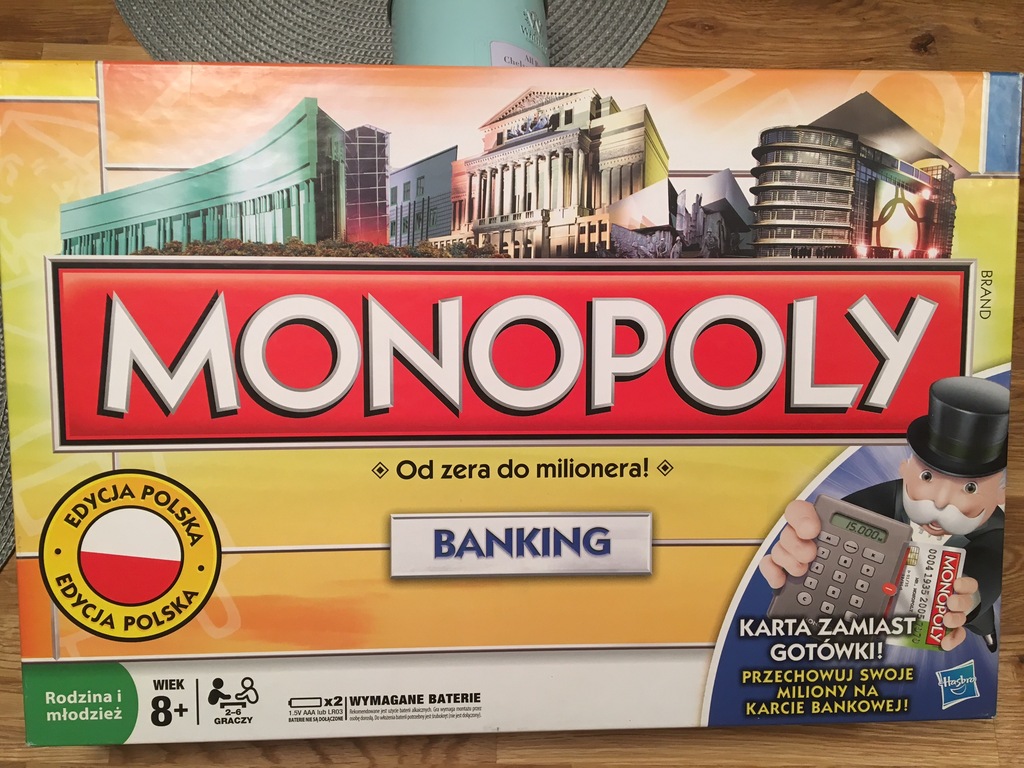 MONOPOLY
BRAND
Od zera do milionera!
BANKING
EDYCJA POLSKA
EDYCJA POLSKA
15,000
MONOPOLY
KARTA ZAMIAST
GOTÓWKI!
PRZECHOWUJ SWOJE
MILIONY NA
KARCIE BANKOWEJ!
Hasbro
Rodzina i
młodzież
WIEK
8+
2-6
GRACZY
x2
1.5V AAA lub LR03
BATERIE NIE SĄ DOŁĄCZONE
WYMAGANE BATERIE